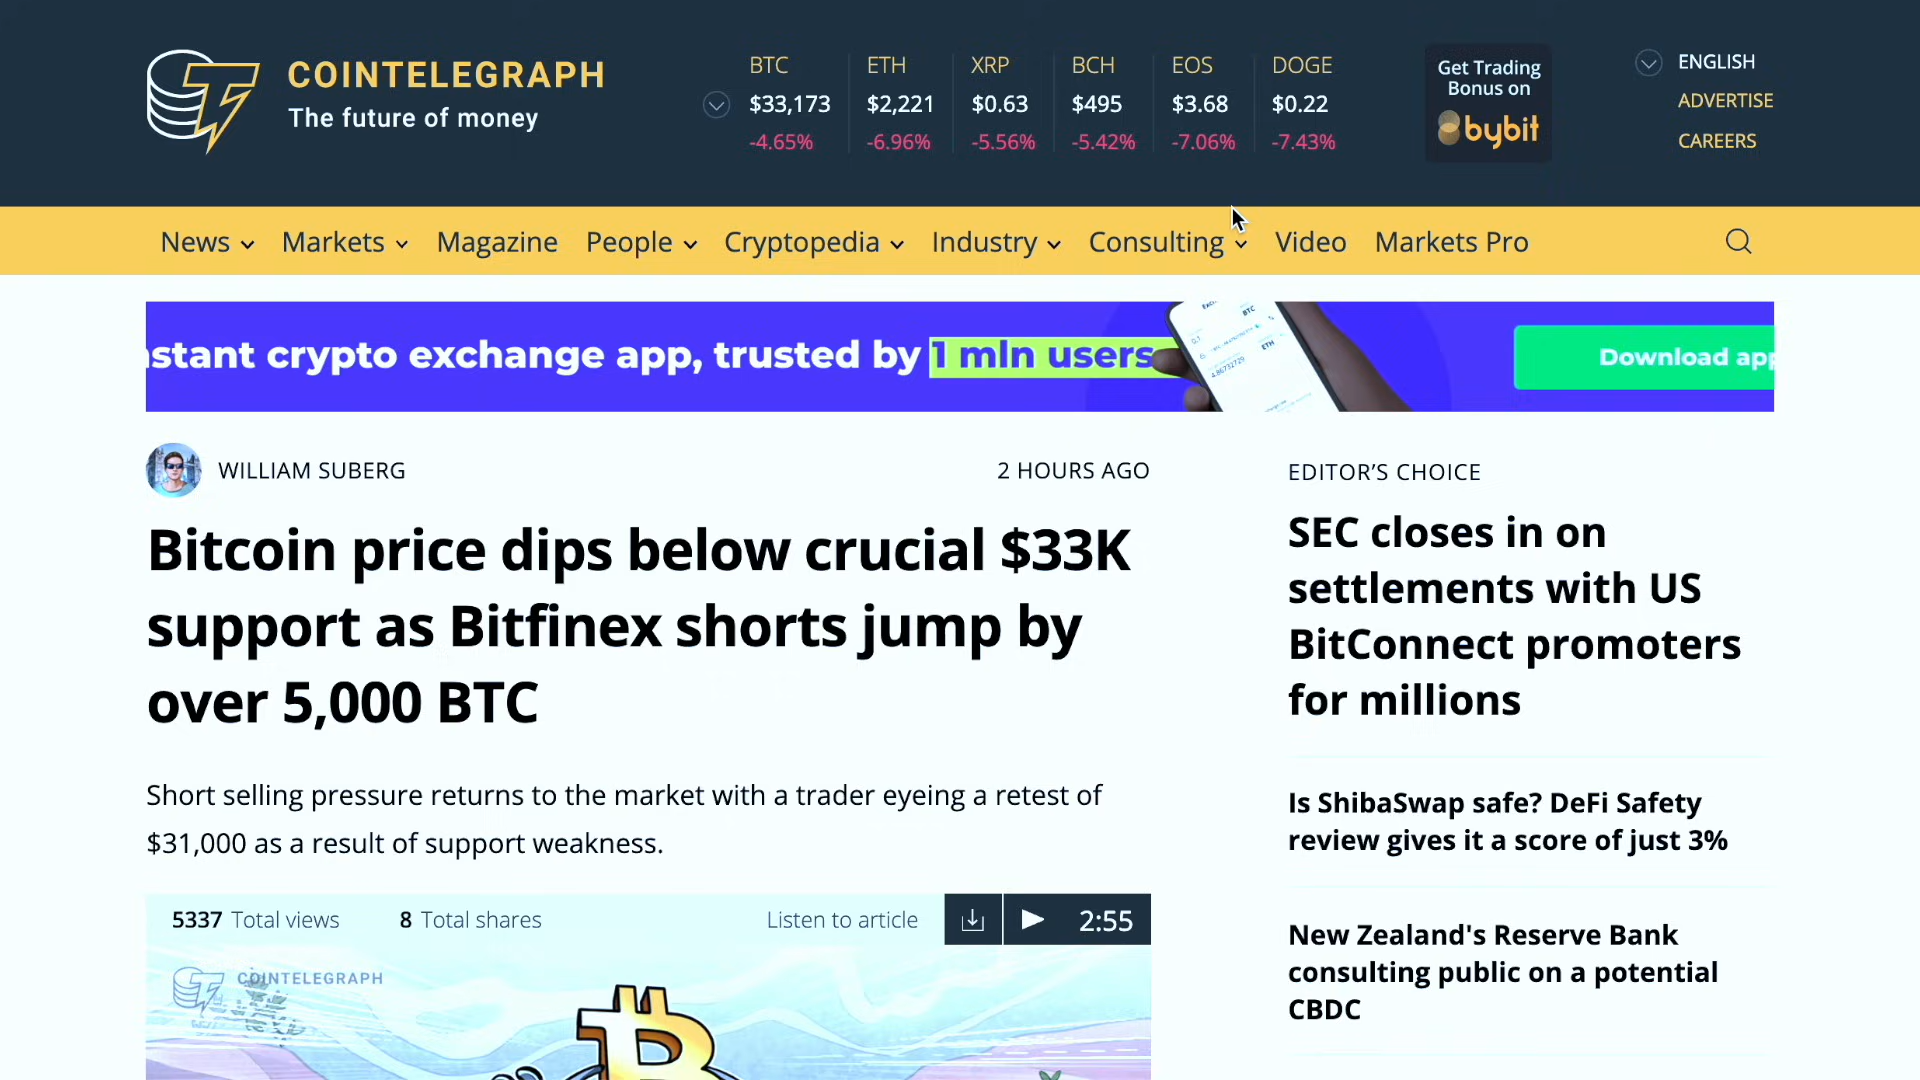 COINTELEGRAPH
The future of money
BTC ETH XRP BCH EOS DOGE
$33,173 $2,221 $0.63 $495 $3.68 $0.22
-4.65% -6.96% -5.56% -5.42% -7.06% -7.43%
Get Trading
Bonus on
bybit
ENGLISH
ADVERTISE
CAREERS
News Markets Magazine People Cryptopedia Industry Consulting Video Markets Pro
nstant crypto exchange app, trusted by 1 mln users
BTC
ETH
0.1
4.86732729
Download app
WILLIAM SUBERG 2 HOURS AGO
Bitcoin price dips below crucial $33K
support as Bitfinex shorts jump by
over 5,000 BTC
Short selling pressure returns to the market with a trader eyeing a retest of
$31,000 as a result of support weakness.
5337 Total views 8 Total shares Listen to article 2:55
COINTELEGRAPH
EDITOR'S CHOICE
SEC closes in on
settlements with US
BitConnect promoters
for millions
Is ShibaSwap safe? DeFi Safety
review gives it a score of just 3%
New Zealand's Reserve Bank
consulting public on a potential
CBDC